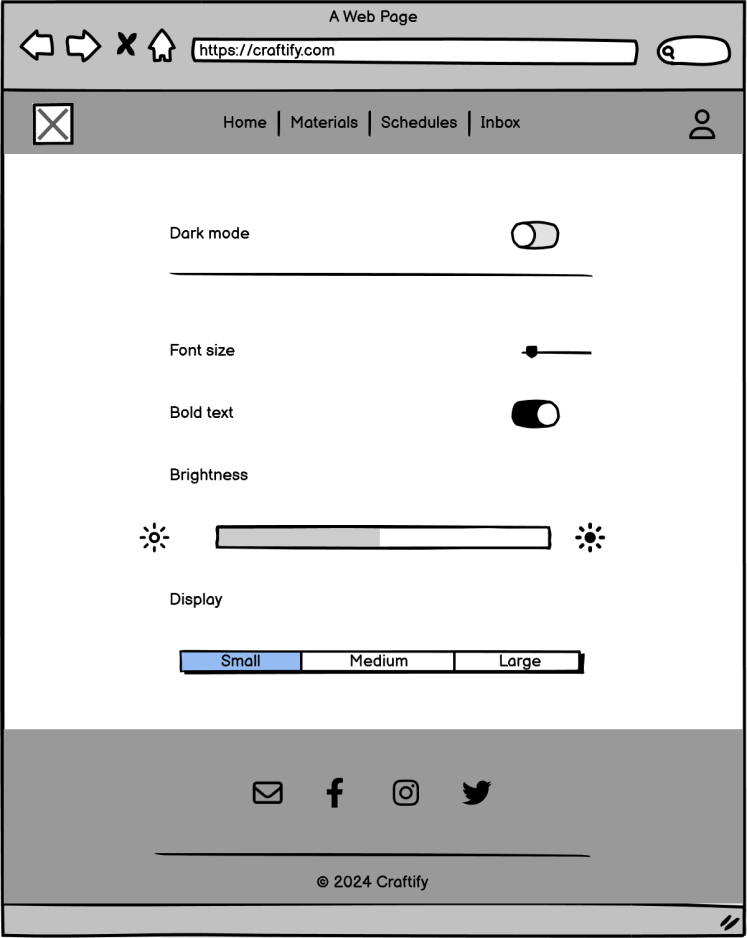 A Web Page
https://craftify.com
Home | Materials | Schedules | Inbox
Dark mode
Font size
Bold text
Brightness
Display
Small Medium Large
© 2024 Craftify